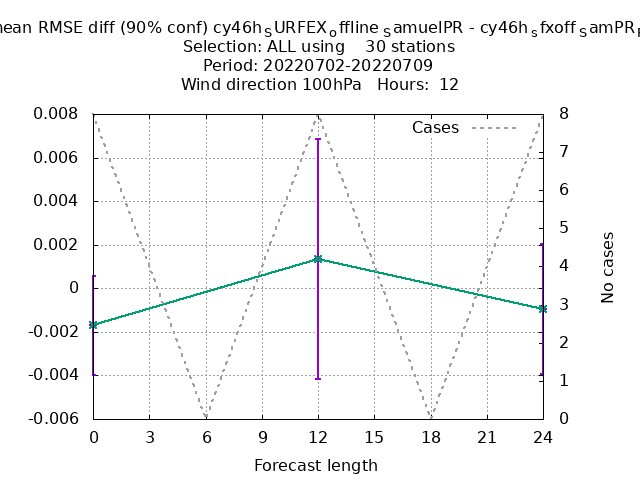 nean RMSE diff (90% conf) cy46h_SURFEX_offline_SamuelPR - cy46h_sfxoff_SamPR
Selection: ALL using    30 stations
Period: 20220702-20220709
Wind direction 100hPa   Hours:  12
Cases
0.008
0.006
0.004
0.002
0
-0.002
-0.004
-0.006
8
7
6
5
4
3
2
1
0
No cases
0 3 6 9 12 15 18 21 24
Forecast length